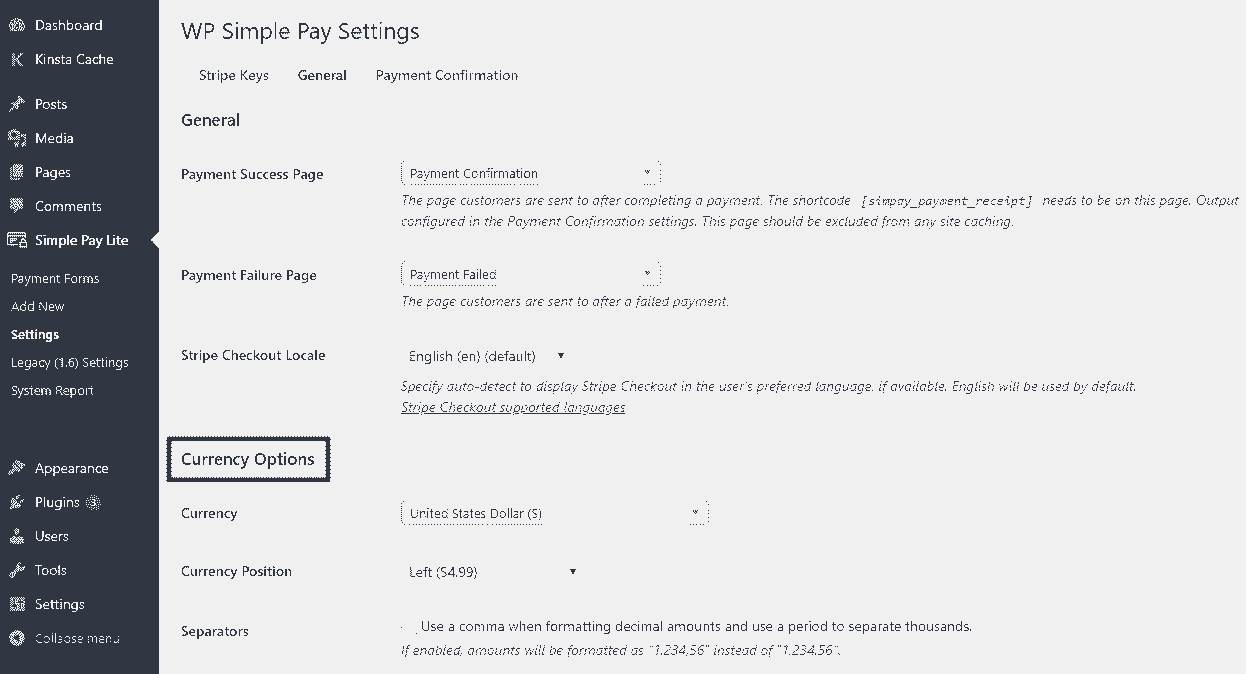 Dashboard
Kinsta Cache
Posts
Media
Pages
Comments
Simple Pay Lite
Payment Forms
Add New
Settings
Legacy (1.6) Settings
System Report
Appearance
Plugins
Users
Tools
Settings
Collapse menu
WP Simple Pay Settings
Stripe Keys General Payment Confirmation
General
Payment Success Page Payment Confirmation
The page customers are sent to after completing a payment. The shortcode [simpay_payment_receipt] needs to be on this page. Output
configured in the Payment Confirmation settings. This page should be excluded from any site caching.
Payment Failure Page Payment Failed
The page customers are sent to after a failed payment.
Stripe Checkout Locale English (en) (default)
Specify auto-detect to display Stripe Checkout in the user's preferred language, if available. English will be used by default.
Stripe Checkout supported languages
Currency Options
Currency United States Dollar ($)
Currency Position Left ($4.99)
Separators Use a comma when formatting decimal amounts and use a period to separate thousands.
If enabled, amounts will be formatted as "1.234,56" instead of "1,234.56".